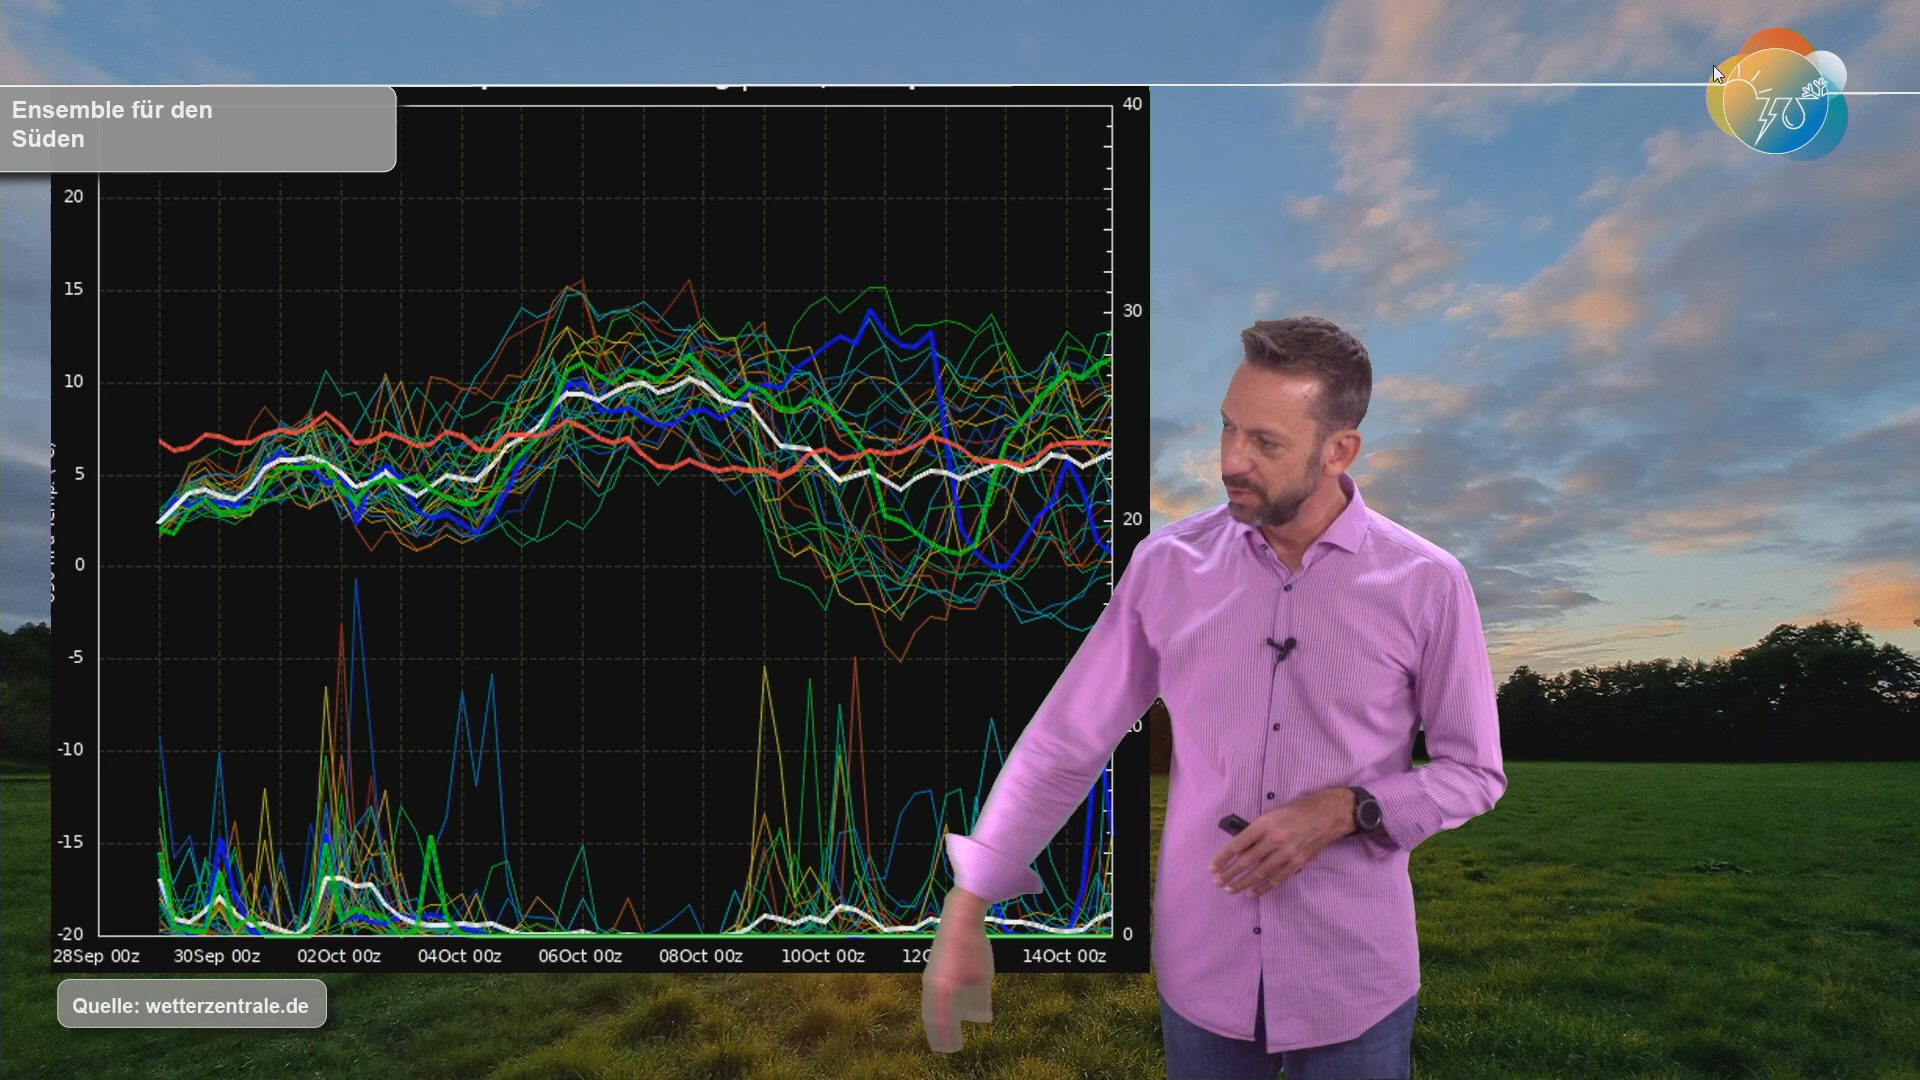 Ensemble für den
Süden
40
20
15
30
10
5
20
0
-5
-10
-15
-20
0
28Sep 00z
30Sep 00z
02Oct 00z
04Oct 00z
06Oct 00z
08Oct 00z
10Oct 00z
14Oct 00z
Quelle: wetterzentrale.de